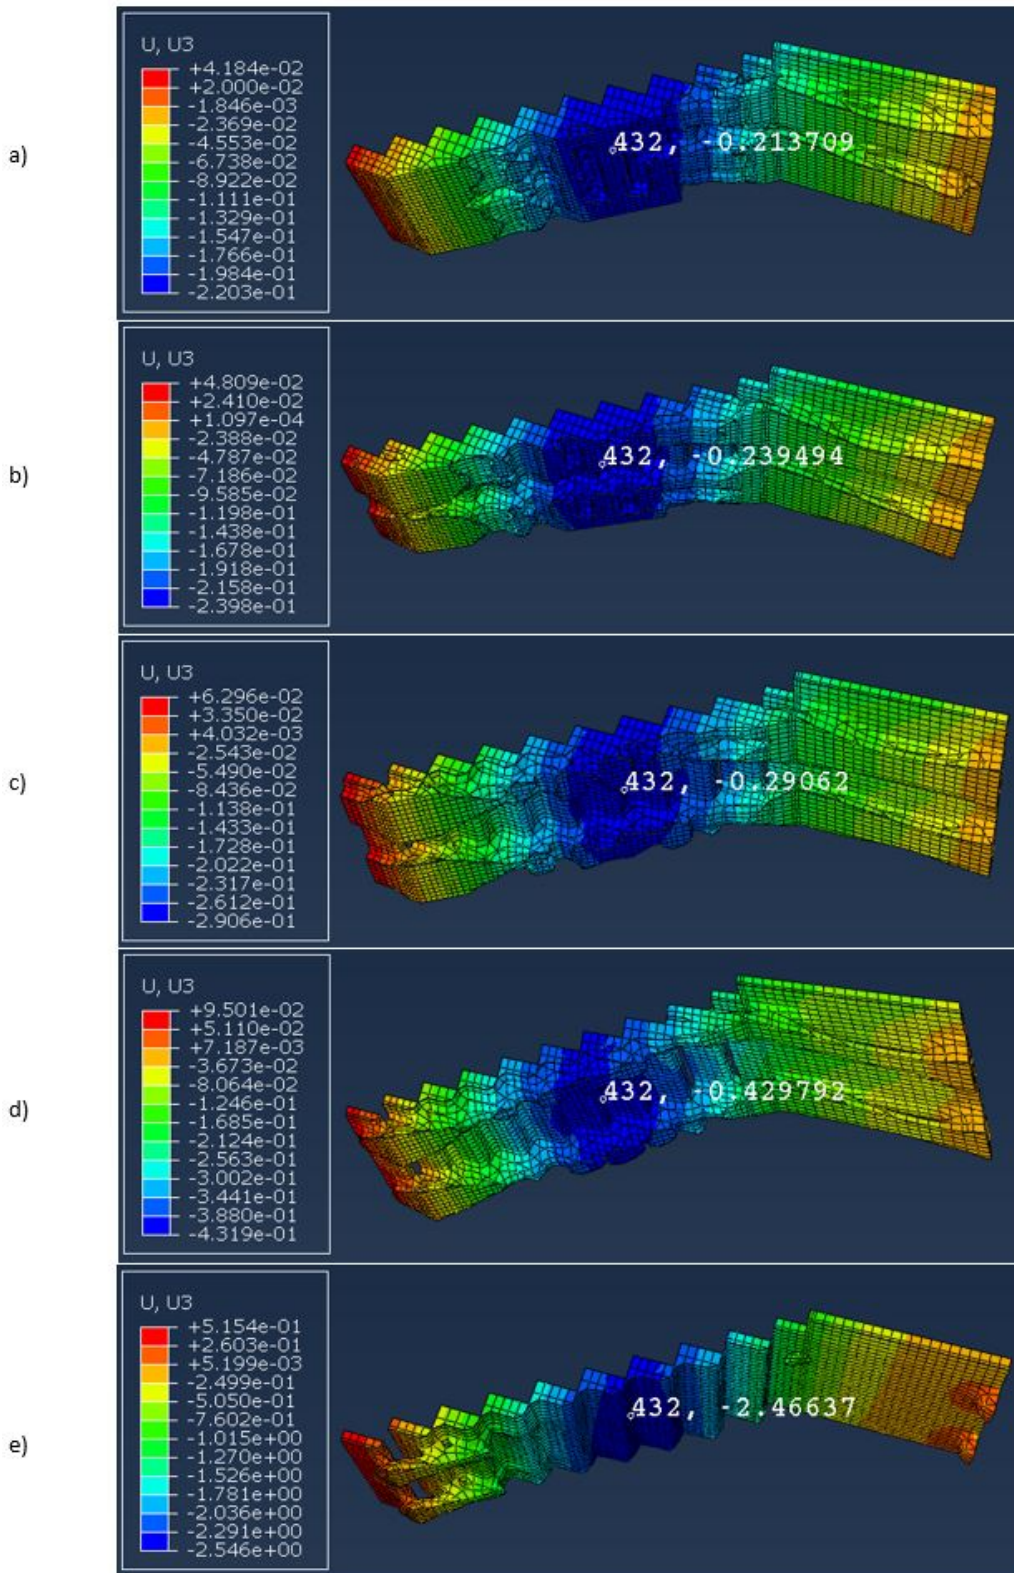 a)
U, U3
+4.184e-02
+2.000e-02
-1.846e-03
-2.369e-02
-4.553e-02
-6.738e-02
-8.922e-02
-1.111e-01
-1.329e-01
-1.547e-01
-1.766e-01
-1.984e-01
-2.203e-01
432, -0.213709
b)
U, U3
+4.809e-02
+2.410e-02
+1.097e-04
-2.388e-02
-4.787e-02
-7.186e-02
-9.585e-02
-1.198e-01
-1.438e-01
-1.678e-01
-1.918e-01
-2.158e-01
-2.398e-01
432, -0.239494
c)
U, U3
+6.296e-02
+3.350e-02
+4.032e-03
-2.543e-02
-5.490e-02
-8.436e-02
-1.138e-01
-1.433e-01
-1.728e-01
-2.022e-01
-2.317e-01
-2.612e-01
-2.906e-01
432, -0.29062
d)
U, U3
+9.501e-02
+5.110e-02
+7.187e-03
-3.673e-02
-8.064e-02
-1.246e-01
-1.685e-01
-2.124e-01
-2.563e-01
-3.002e-01
-3.441e-01
-3.880e-01
-4.319e-01
432, -0.429792
e)
U, U3
+5.154e-01
+2.603e-01
+5.199e-03
-2.499e-01
-5.050e-01
-7.602e-01
-1.015e+00
-1.270e+00
-1.526e+00
-1.781e+00
-2.036e+00
-2.291e+00
-2.546e+00
432, -2.46637